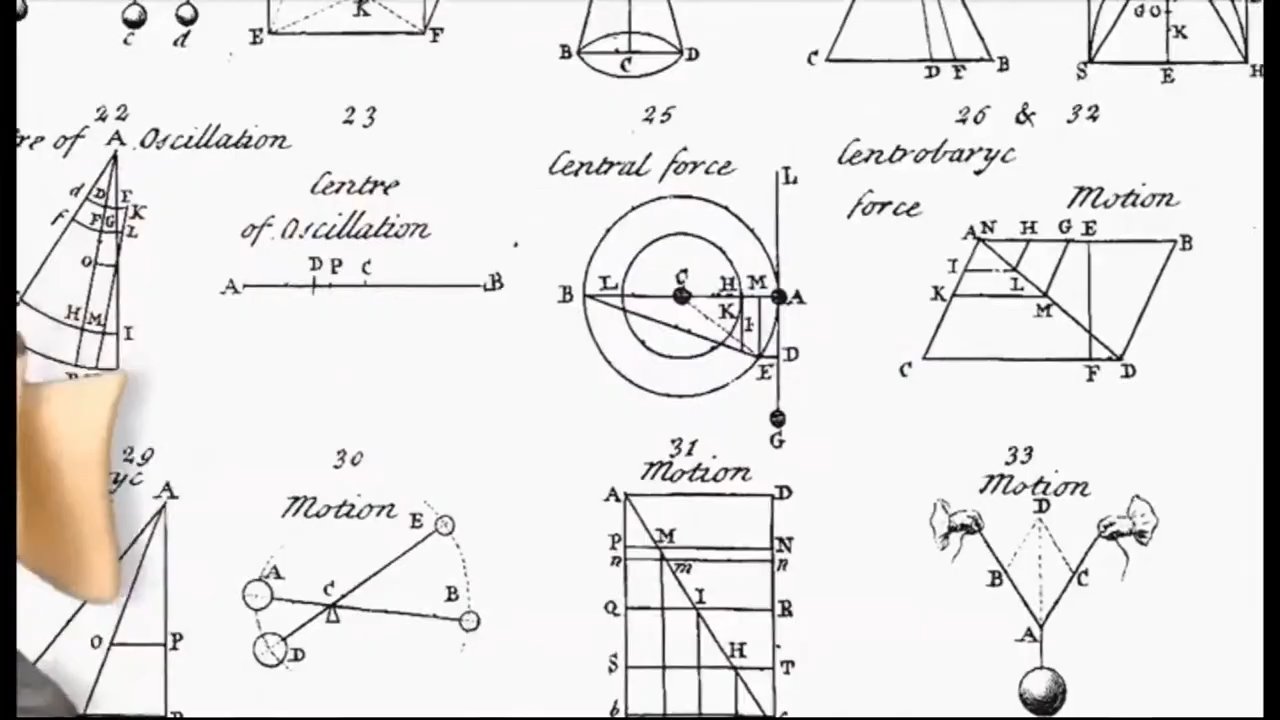 c d E K F B C D C D F B G O K S E H
22 23 25 26 & 32
re of Oscillation
A
d D E K
f F G L
O
H M I
Centre
of Oscillation
A D P C B
Central force
L
B L C H M A
K I
E D
G
Centrobaryc
force
Motion
A N H G E B
I L
K M
C F D
29 30 31 33
yc
A
O P
Motion
E
A C B
D
Motion
A D
P M N
n m n
Q I R
S H T
b
Motion
D
B C
A